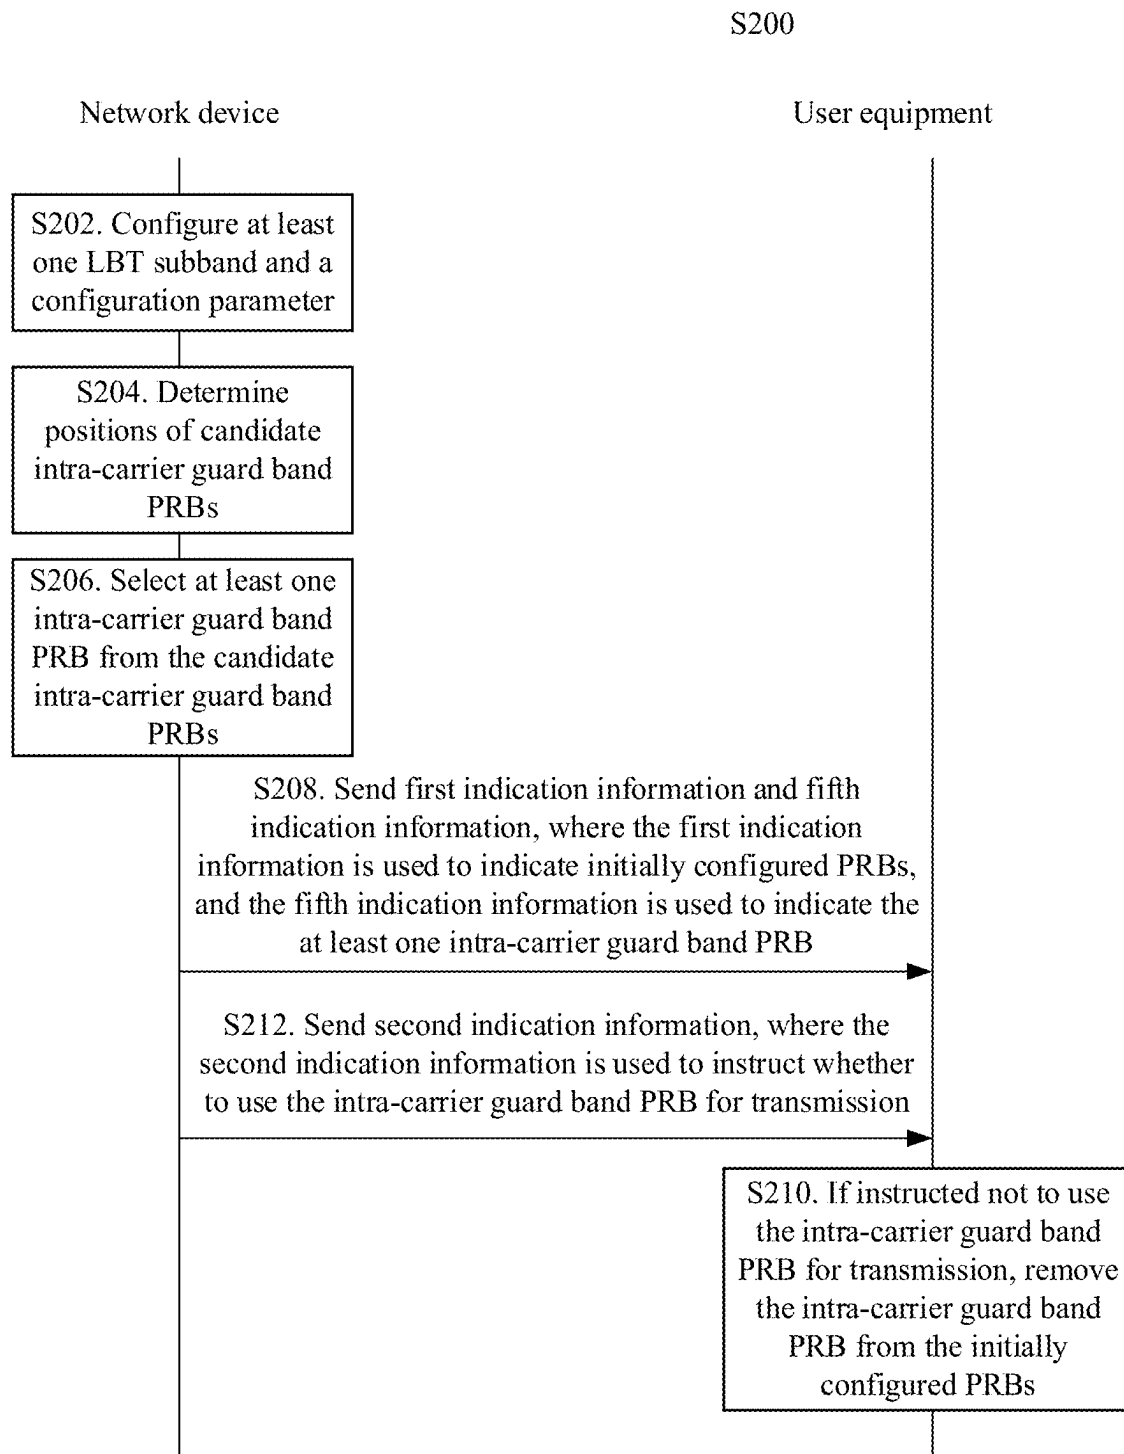 S200
Network device
User equipment
S202. Configure at least
one LBT subband and a
configuration parameter
S204. Determine
positions of candidate
intra-carrier guard band
PRBs
S206. Select at least one
intra-carrier guard band
PRB from the candidate
intra-carrier guard band
PRBs
S208. Send first indication information and fifth
indication information, where the first indication
information is used to indicate initially configured PRBs,
and the fifth indication information is used to indicate the
at least one intra-carrier guard band PRB
S212. Send second indication information, where the
second indication information is used to instruct whether
to use the intra-carrier guard band PRB for transmission
S210. If instructed not to use
the intra-carrier guard band
PRB for transmission, remove
the intra-carrier guard band
PRB from the initially
configured PRBs